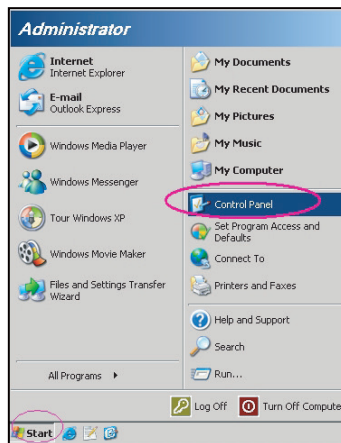 Administrator
Internet
Internet Explorer
E-mail
Outlook Express
Windows Media Player
Windows Messenger
Tour Windows XP
Windows Movie Maker
Files and Settings Transfer
Wizard
All Programs
My Documents
My Recent Documents
My Pictures
My Music
My Computer
Control Panel
Set Program Access and
Defaults
Connect To
Printers and Faxes
Help and Support
Search
Run...
Log Off
Turn Off Compute
Start